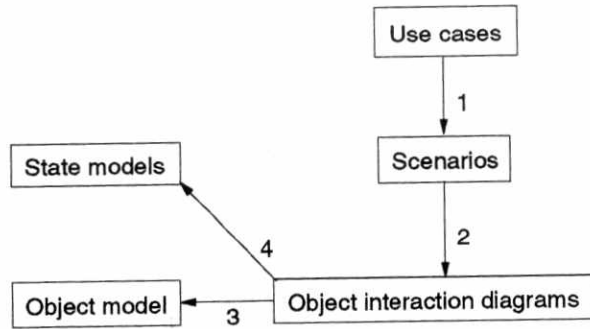 Use cases
1
Scenarios
State models
2
4
Object model
3
Object interaction diagrams